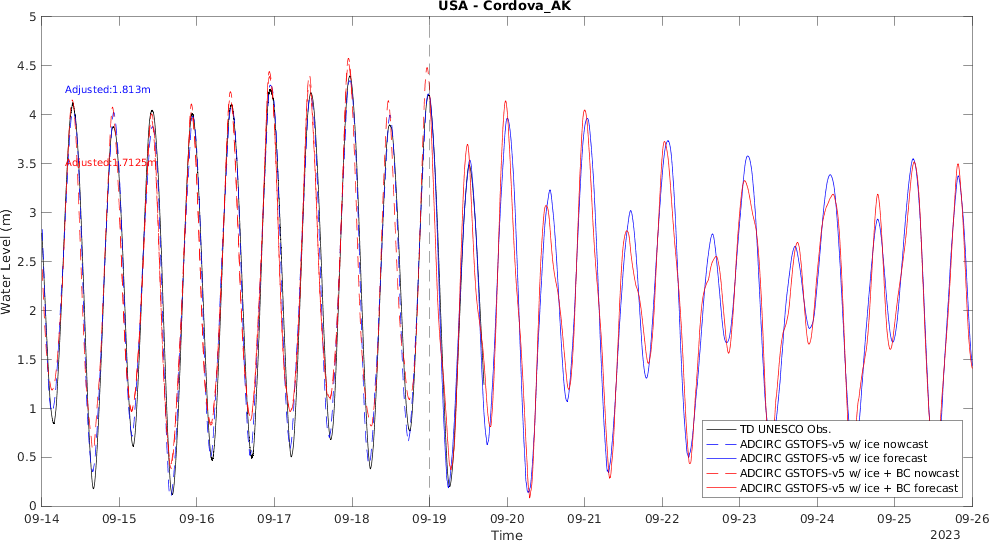 USA - Cordova_AK
5
4.5
4
3.5
3
2.5
2
1.5
1
0.5
0
Water Level (m)
Adjusted:1.813m
Adjusted:1.7125m
TD UNESCO Obs.
ADCIRC GSTOFS-v5 w/ ice nowcast
ADCIRC GSTOFS-v5 w/ ice forecast
ADCIRC GSTOFS-v5 w/ ice + BC nowcast
ADCIRC GSTOFS-v5 w/ ice + BC forecast
09-14 09-15 09-16 09-17 09-18 09-19 09-20 09-21 09-22 09-23 09-24 09-25 09-26
Time
2023